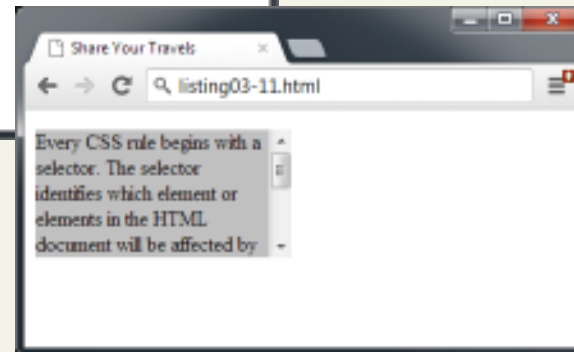 Share Your Travels
listing03-11.html
Every CSS rule begins with a
selector. The selector
identifies which element or
elements in the HTML
document will be affected by